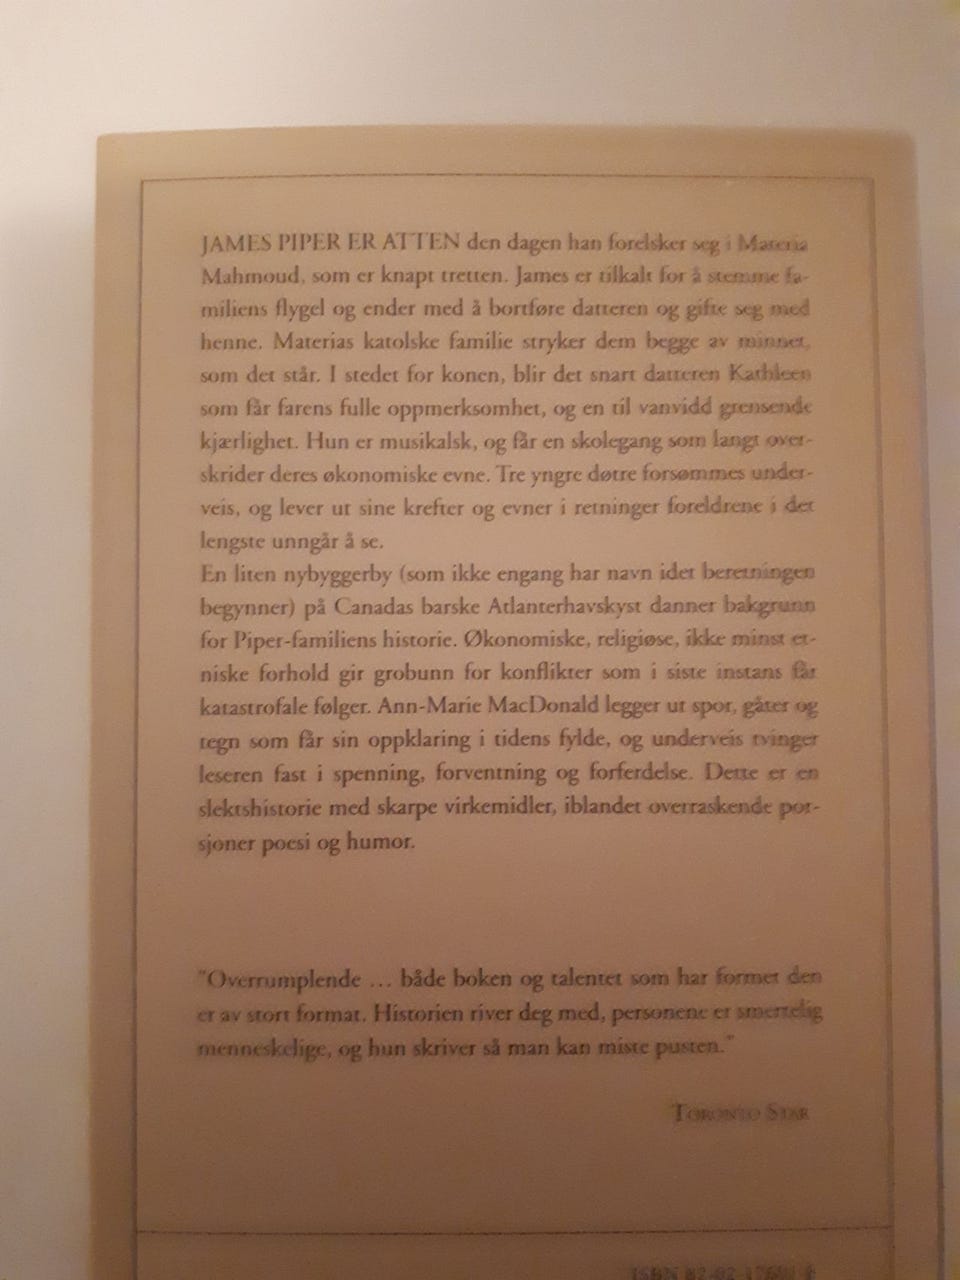 JAMES PIPER ER ATTEN den dagen han forelsker seg i Materia
Mahmoud, som er knapt tretten. James er tilkalt for å stemme fa-
miliens flygel og ender med å bortføre datteren og gifte seg med
henne. Materias katolske familie stryker dem begge av minnet,
som det står. I stedet for konen, blir det snart datteren Kathleen
som får farens fulle oppmerksomhet, og en til vanvidd grensende
kjærlighet. Hun er musikalsk, og får en skolegang som langt over-
skrider deres økonomiske evne. Tre yngre døtre forsømmes under-
veis, og lever ut sine krefter og evner i retninger foreldrene i det
lengste unngår å se.
En liten nybyggerby (som ikke engang har navn idet beretningen
begynner) på Canadas barske Atlanterhavskyst danner bakgrunn
for Piper-familiens historie. Økonomiske, religiøse, ikke minst et-
niske forhold gir grobunn for konflikter som i siste instans får
katastrofale følger. Ann-Marie MacDonald legger ut spor, gåter og
tegn som får sin oppklaring i tidens fylde, og underveis tvinger
leseren fast i spenning, forventning og forferdelse. Dette er en
slektshistorie med skarpe virkemidler, iblandet overraskende por-
sjoner poesi og humor.
"Overrumplende ... både boken og talentet som har formet den
er av stort format. Historien river deg med, personene er smertelig
menneskelige, og hun skriver så man kan miste pusten."
TORONTO STAR
ISBN